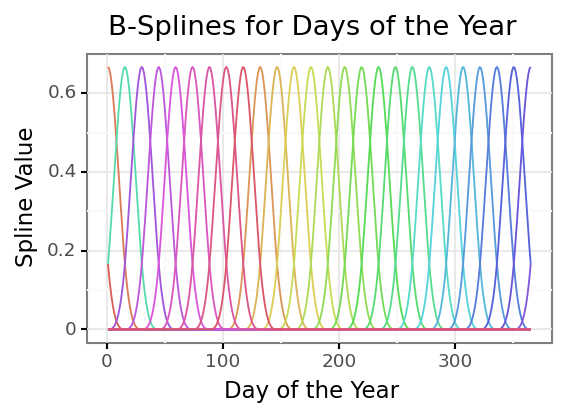 B-Splines for Days of the Year
Spline Value
0.6
0.4
0.2
0
0 100 200 300
Day of the Year